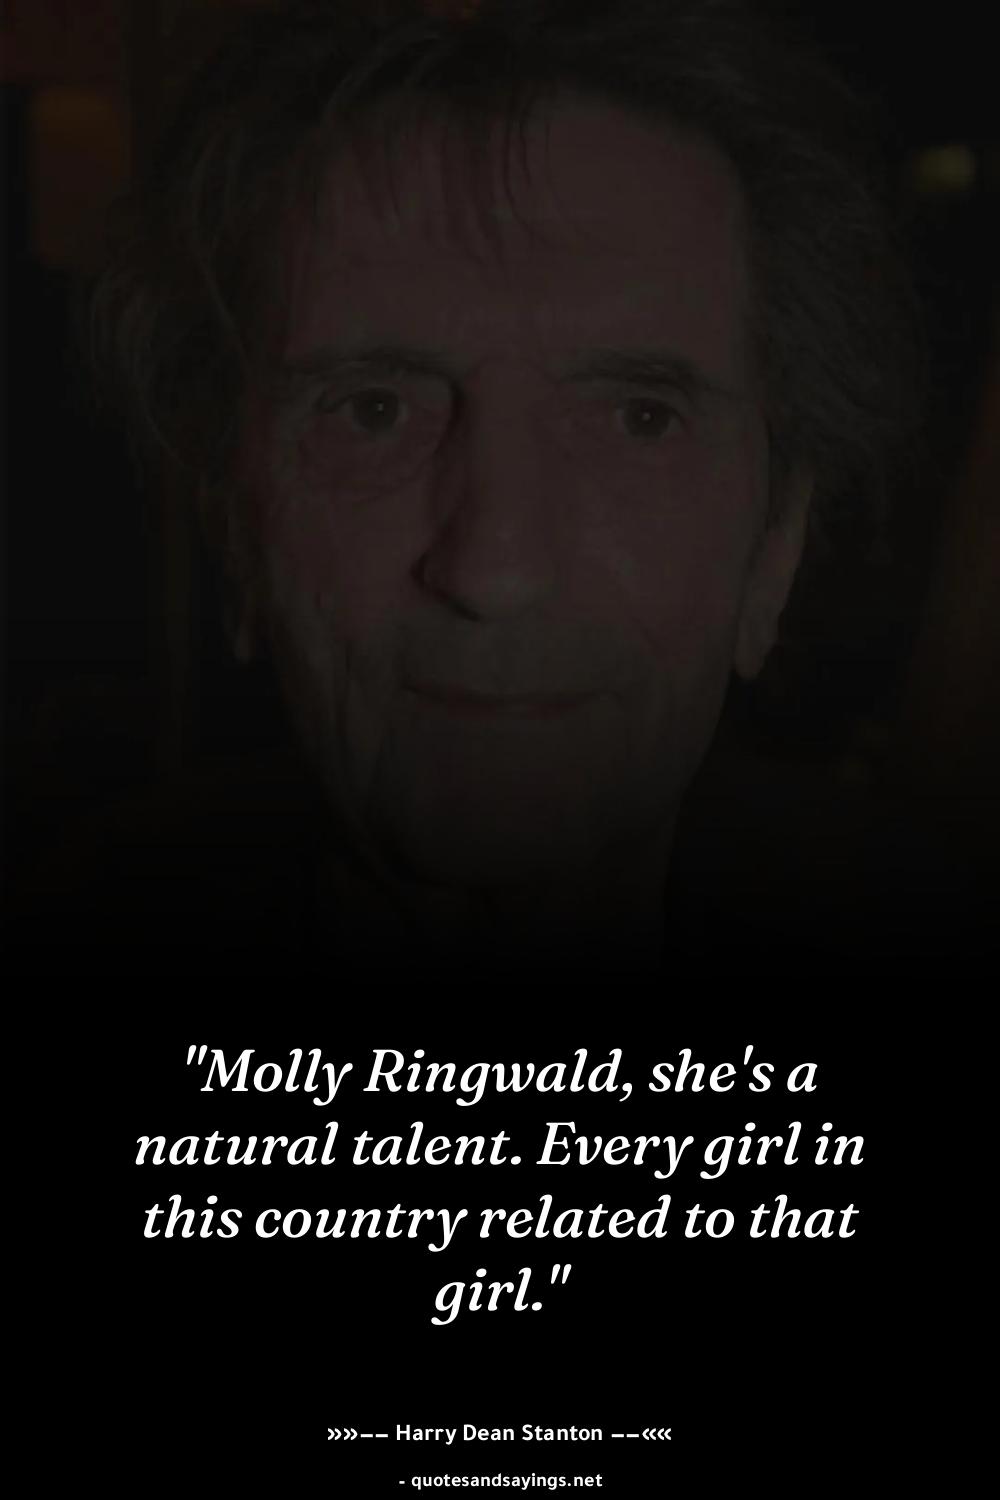 "Molly Ringwald, she's a
natural talent. Every girl in
this country related to that
girl."
»»–– Harry Dean Stanton ––««
- quotesandsayings.net